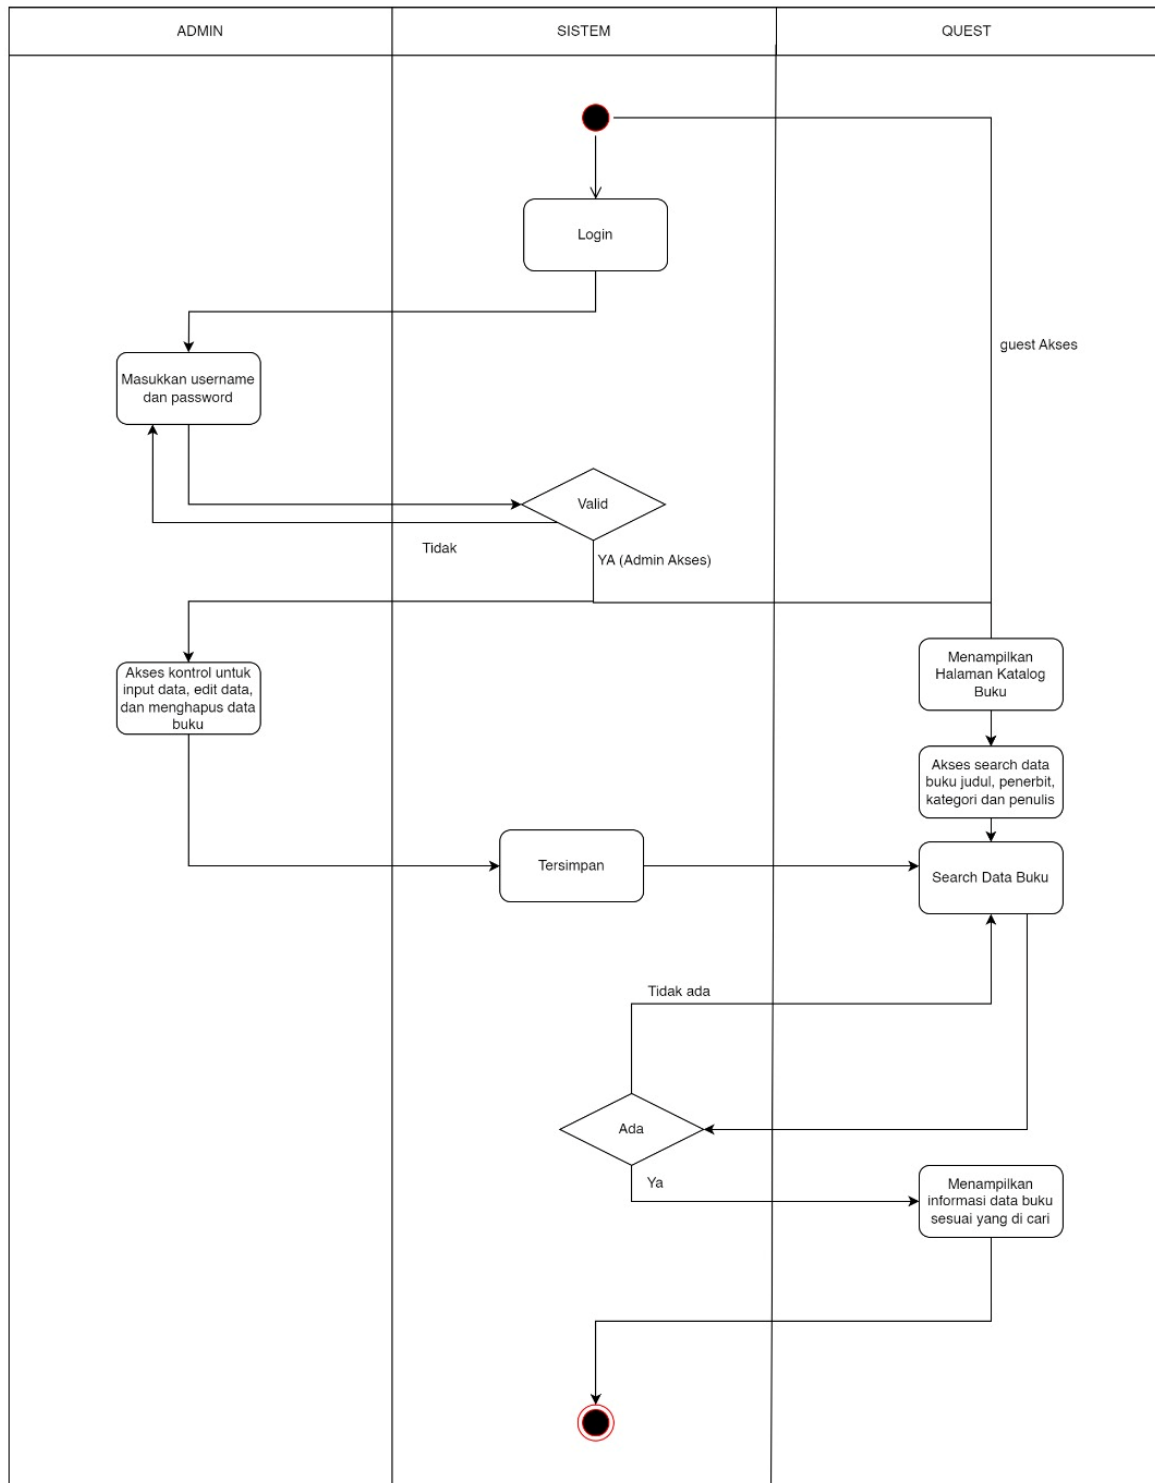 ADMIN
SISTEM
QUEST
Login
guest Akses
Masukkan username
dan password
Valid
Tidak
YA (Admin Akses)
Akses kontrol untuk
input data, edit data,
dan menghapus data
buku
Menampilkan
Halaman Katalog
Buku
Akses search data
buku judul, penerbit,
kategori dan penulis
Tersimpan
Search Data Buku
Tidak ada
Ada
Ya
Menampilkan
informasi data buku
sesuai yang di cari